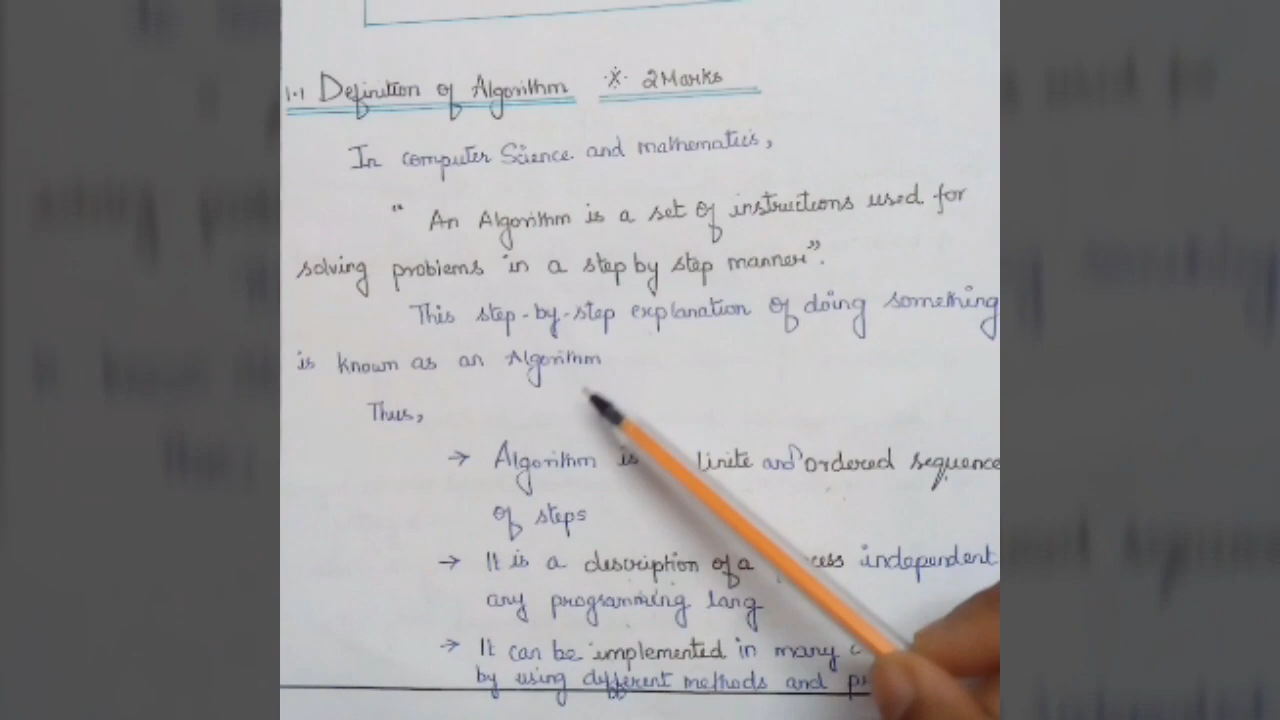 1.1 Definition of Algorithm ※ 2Marks
In computer Science and mathematics,
“ An Algorithm is a set of instructions used for
solving problems in a step by step manner”.
This step-by-step explanation of doing something
is known as an Algorithm
Thus,
→ Algorithm is finite and ordered sequence
of steps
→ It is a description of a independent
any programming lang
→ It can be implemented in many
by using different methods and